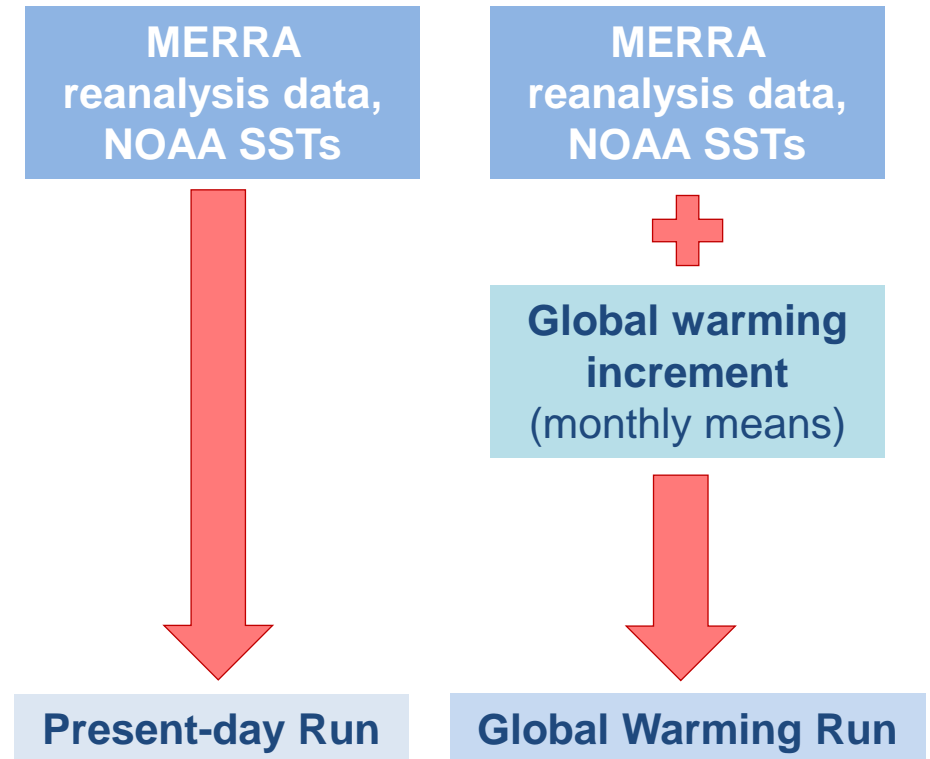 MERRA
reanalysis data,
NOAA SSTs
MERRA
reanalysis data,
NOAA SSTs
Global warming
increment
(monthly means)
Present-day Run
Global Warming Run